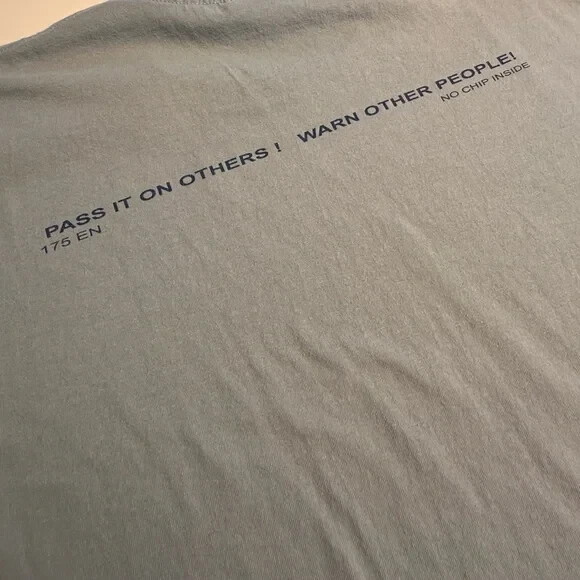 PASS IT ON OTHERS ! WARN OTHER PEOPLE!
175 EN NO CHIP INSIDE